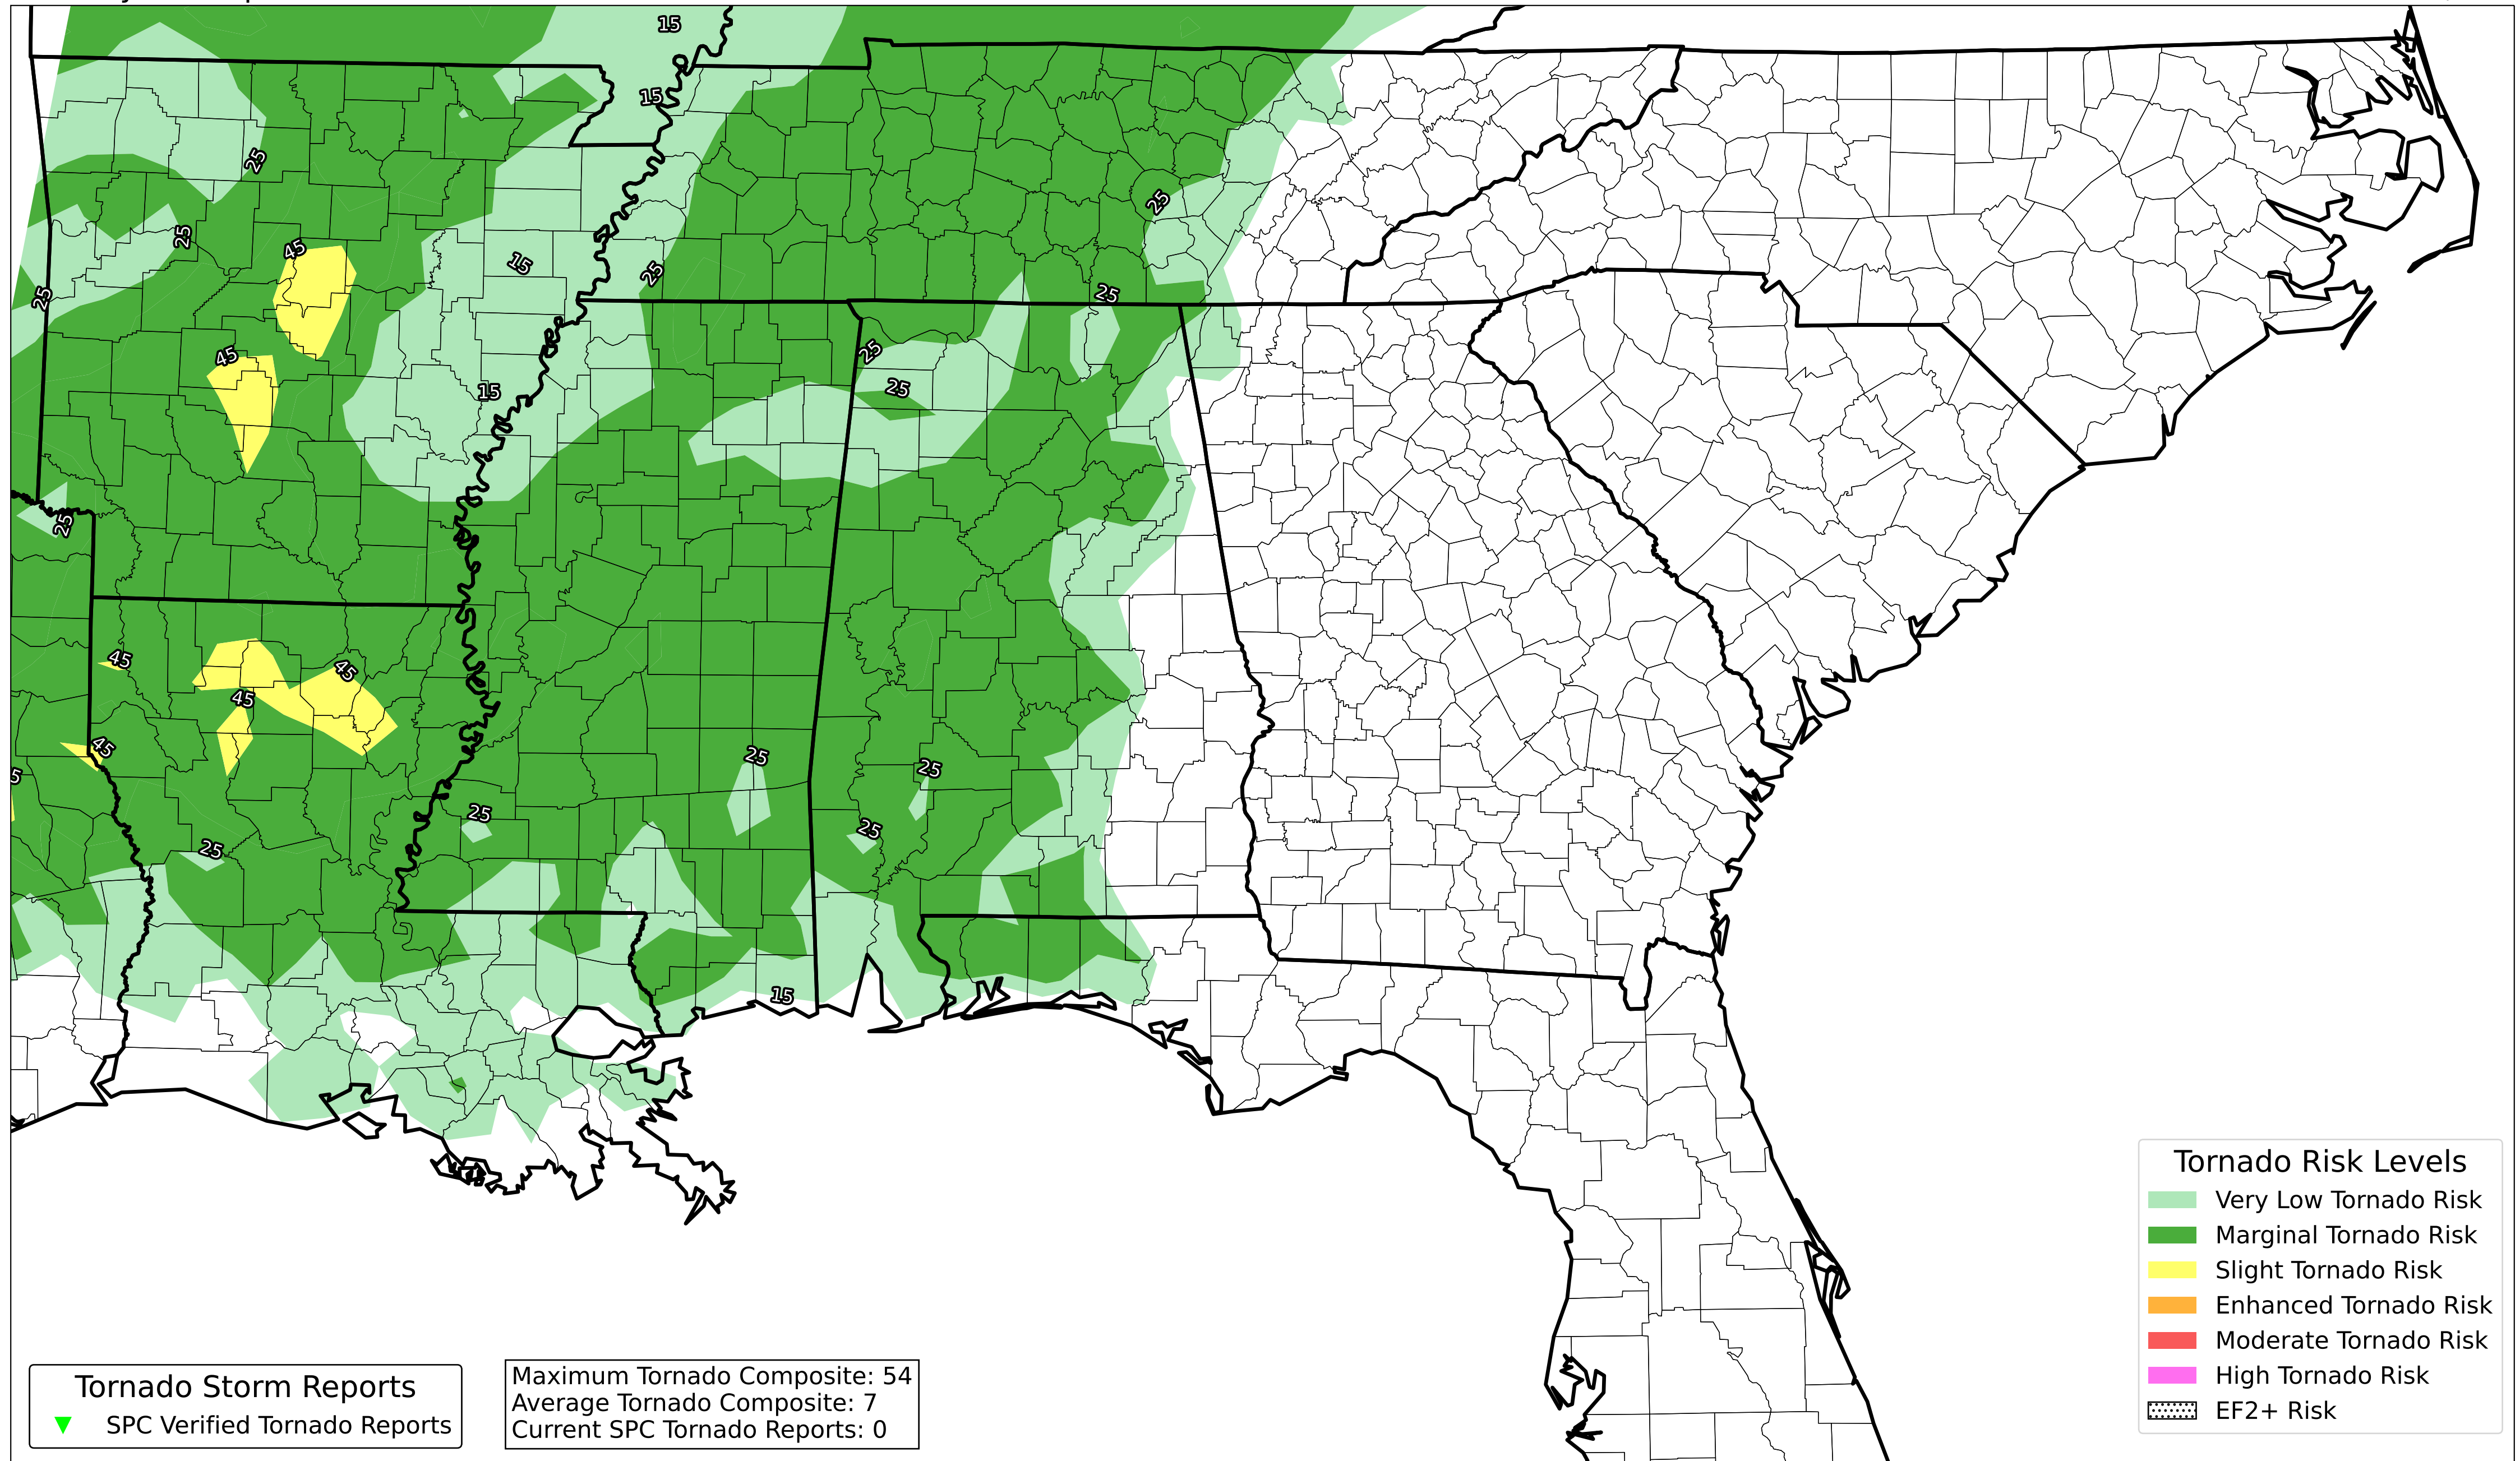 15
15
25
25
45
15
25
25
25
25
25
45
25
15
25
45
45
45
45
25
25
25
25
25
15
Tornado Risk Levels
Very Low Tornado Risk
Marginal Tornado Risk
Slight Tornado Risk
Enhanced Tornado Risk
Moderate Tornado Risk
High Tornado Risk
EF2+ Risk
Tornado Storm Reports
SPC Verified Tornado Reports
Maximum Tornado Composite: 54
Average Tornado Composite: 7
Current SPC Tornado Reports: 0